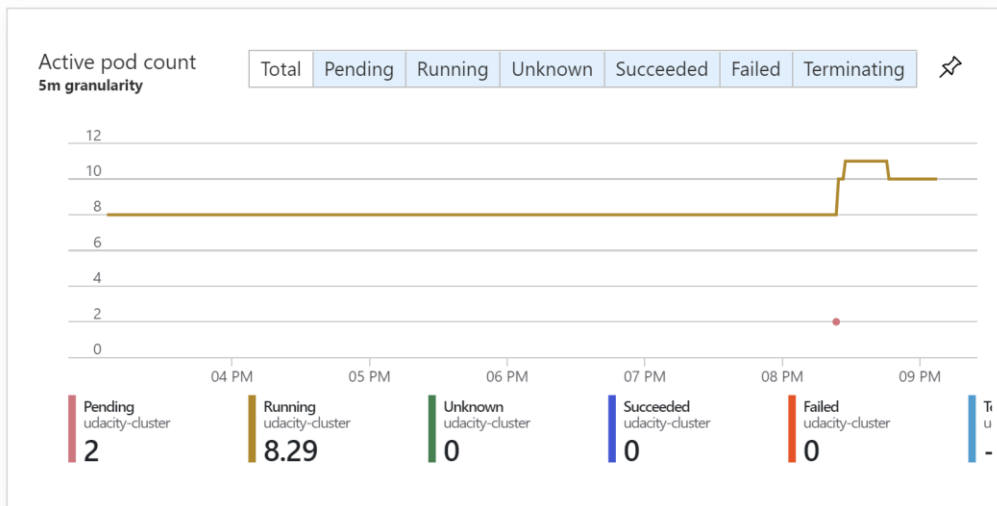 Active pod count
5m granularity
Total Pending Running Unknown Succeeded Failed Terminating
12
10
8
6
4
2
0
04 PM 05 PM 06 PM 07 PM 08 PM 09 PM
Pending
udacity-cluster
2
Running
udacity-cluster
8.29
Unknown
udacity-cluster
0
Succeeded
udacity-cluster
0
Failed
udacity-cluster
0